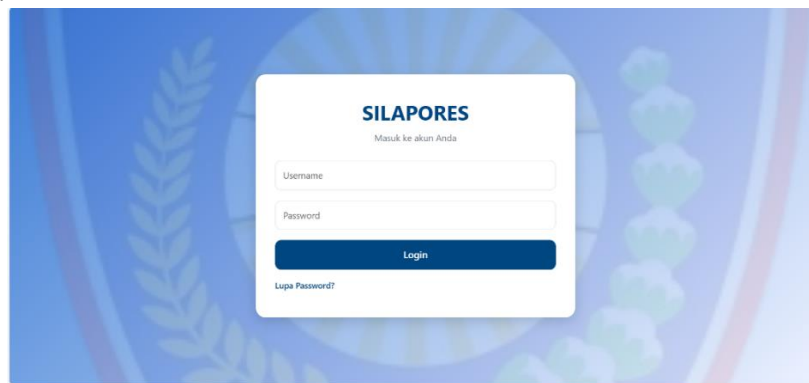 SILAPORES
Masuk ke akun Anda
Username
Password
Login
Lupa Password?